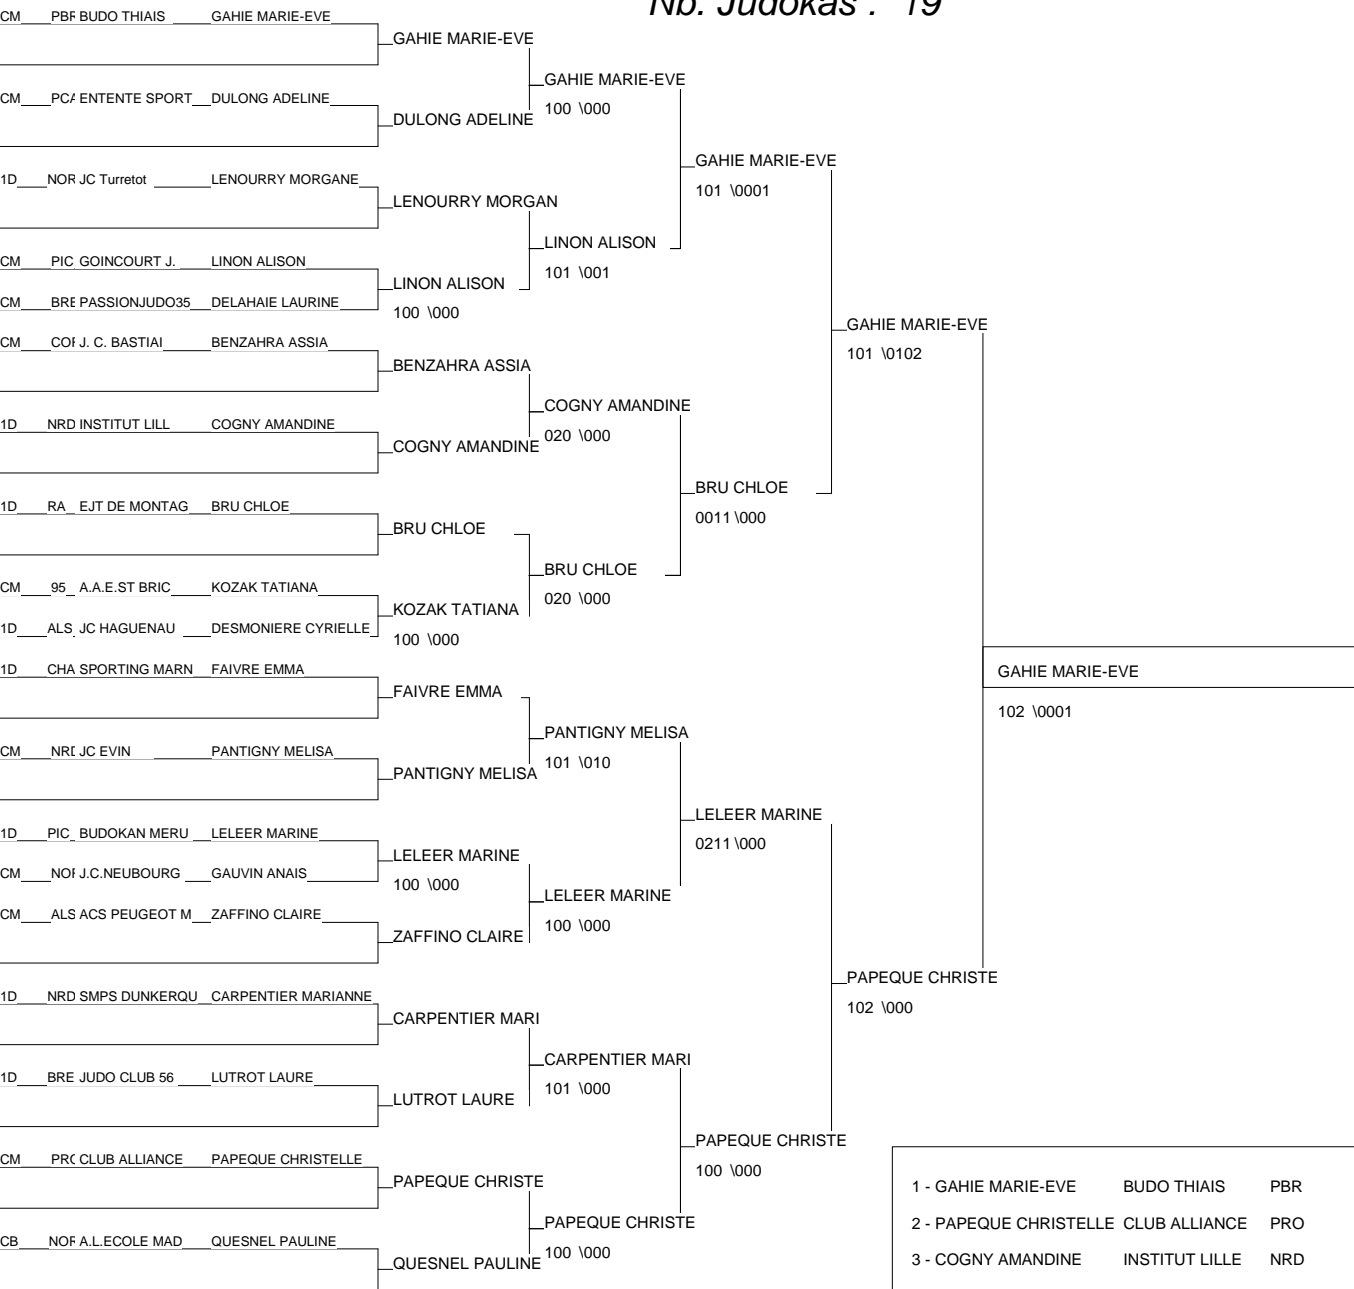 Nb. Judokas : 19
CM PBR BUDO THIAIS GAHIE MARIE-EVE
GAHIE MARIE-EVE
GAHIE MARIE-EVE
CM PCA ENTENTE SPORT DULONG ADELINE
100 \000
DULONG ADELINE
GAHIE MARIE-EVE
1D NOR JC Turretot LENOURRY MORGANE
101 \0001
LENOURRY MORGAN
LINON ALISON
CM PIC GOINCOURT J. LINON ALISON
101 \001
LINON ALISON
CM BRE PASSIONJUDO35 DELAHAIE LAURINE
100 \000
GAHIE MARIE-EVE
CM COR J. C. BASTIAI BENZAHRA ASSIA
101 \0102
BENZAHRA ASSIA
COGNY AMANDINE
1D NRD INSTITUT LILL COGNY AMANDINE
020 \000
COGNY AMANDINE
BRU CHLOE
1D RA EJT DE MONTAG BRU CHLOE
0011 \000
BRU CHLOE
BRU CHLOE
CM 95 A.A.E.ST BRIC KOZAK TATIANA
020 \000
KOZAK TATIANA
1D ALS JC HAGUENAU DESMONIERE CYRIELLE
100 \000
1D CHA SPORTING MARN FAIVRE EMMA
GAHIE MARIE-EVE
FAIVRE EMMA
102 \0001
PANTIGNY MELISA
CM NRD JC EVIN PANTIGNY MELISA
101 \010
PANTIGNY MELISA
LELEER MARINE
1D PIC BUDOKAN MERU LELEER MARINE
0211 \000
LELEER MARINE
CM NOR J.C.NEUBOURG GAUVIN ANAIS
100 \000
LELEER MARINE
CM ALS ACS PEUGEOT M ZAFFINO CLAIRE
100 \000
ZAFFINO CLAIRE
PAPEQUE CHRISTE
1D NRD SMPS DUNKERQU CARPENTIER MARIANNE
102 \000
CARPENTIER MARI
CARPENTIER MARI
1D BRE JUDO CLUB 56 LUTROT LAURE
101 \000
LUTROT LAURE
PAPEQUE CHRISTE
CM PRO CLUB ALLIANCE PAPEQUE CHRISTELLE
100 \000
PAPEQUE CHRISTE
1 - GAHIE MARIE-EVE BUDO THIAIS PBR
PAPEQUE CHRISTE
2 - PAPEQUE CHRISTELLE CLUB ALLIANCE PRO
CB NOR A.L.ECOLE MAD QUESNEL PAULINE
100 \000
QUESNEL PAULINE
3 - COGNY AMANDINE INSTITUT LILLE NRD